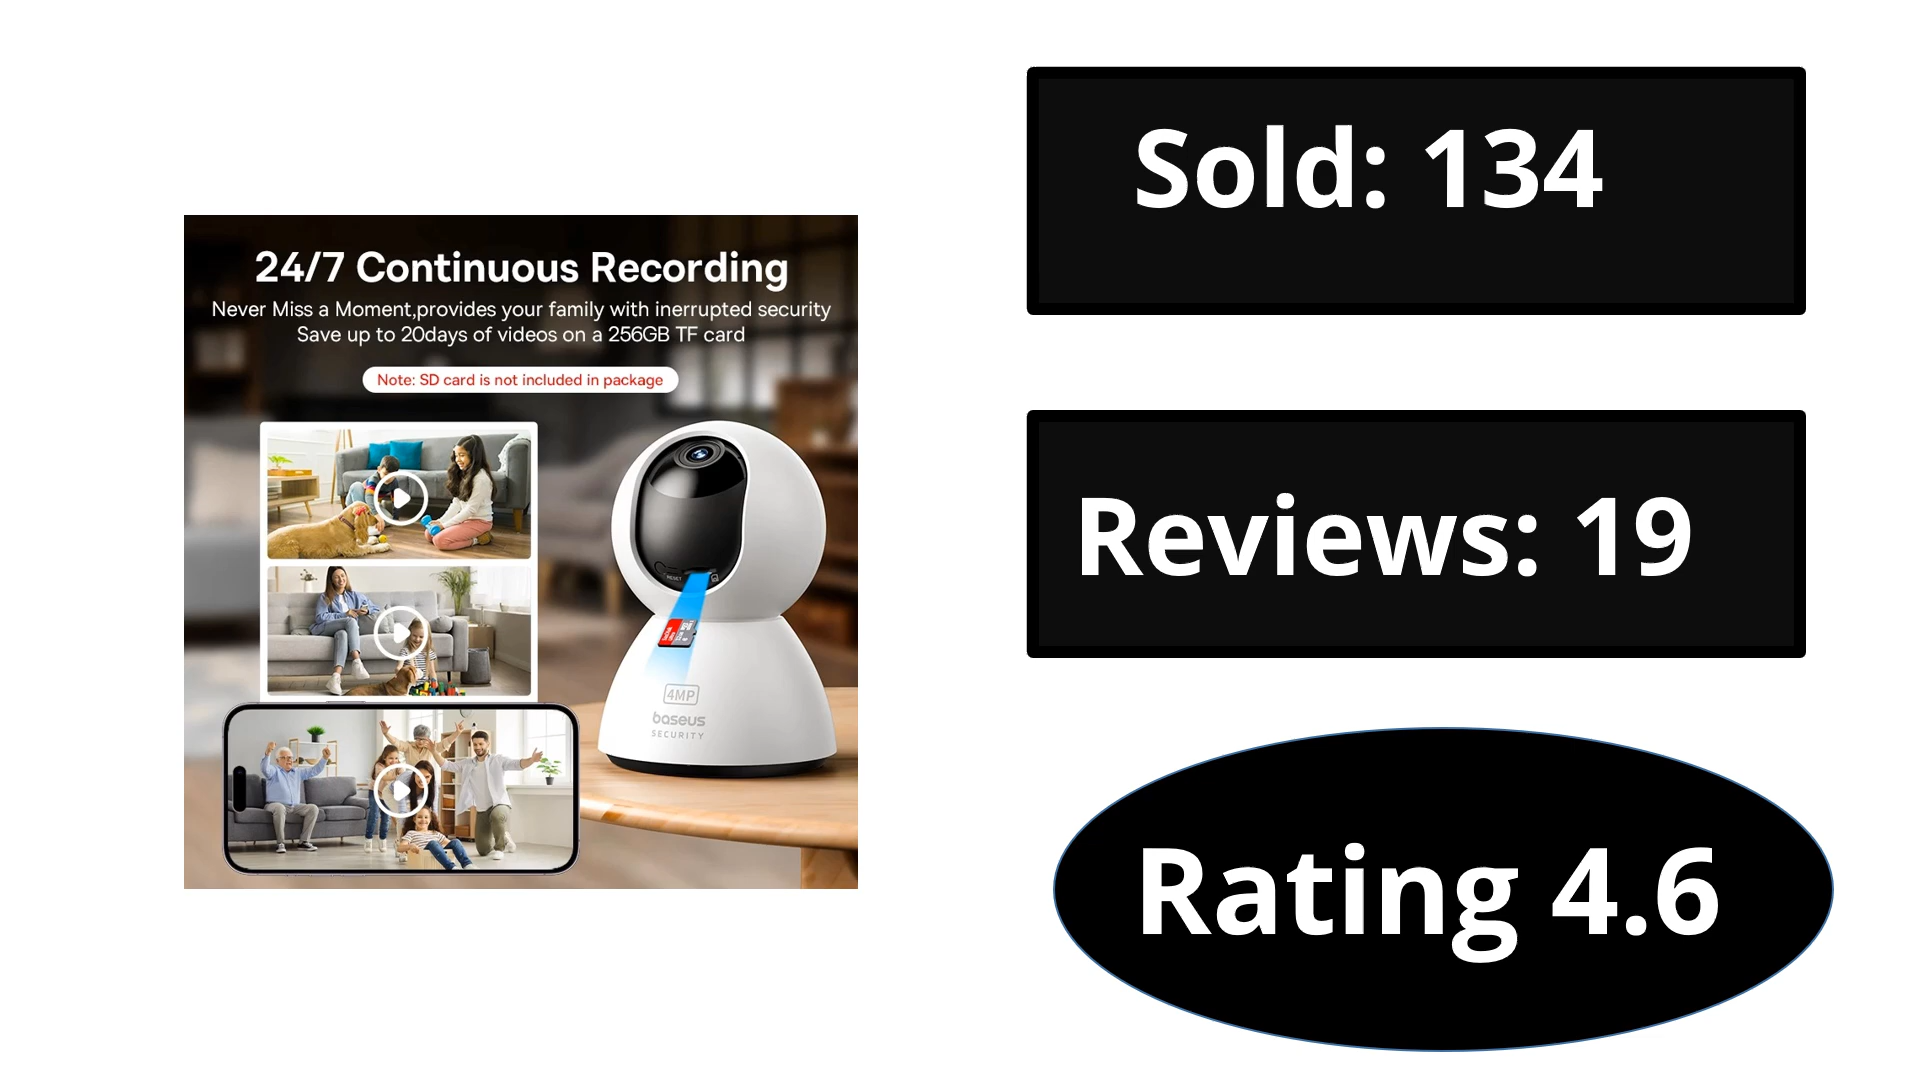 24/7 Continuous Recording
Never Miss a Moment,provides your family with inerrupted security
Save up to 20days of videos on a 256GB TF card
Note: SD card is not included in package
RESET
4MP
baseus
SECURITY
Sold: 134
Reviews: 19
Rating 4.6